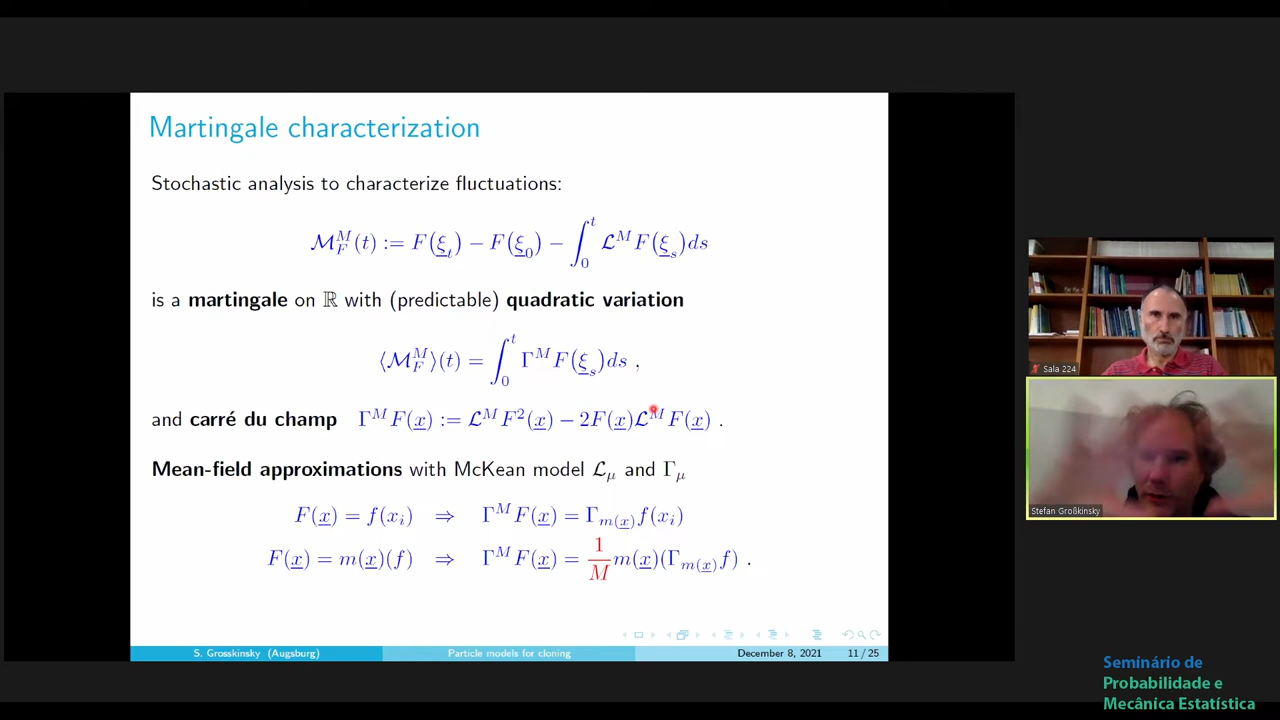 Martingale characterization
Stochastic analysis to characterize fluctuations:
ℳ_F^M(t) := F(ξ_t) − F(ξ_0) − ∫_0^t ℒ^M F(ξ_s)ds
is a martingale on ℝ with (predictable) quadratic variation
⟨ℳ_F^M⟩(t) = ∫_0^t Γ^M F(ξ_s)ds ,
and carré du champ Γ^M F(x) := ℒ^M F²(x) − 2F(x)ℒ^M F(x) .
Mean-field approximations with McKean model ℒ_μ and Γ_μ
F(x) = f(x_i) ⇒ Γ^M F(x) = Γ_{m(x)} f(x_i)
F(x) = m(x)(f) ⇒ Γ^M F(x) = 1/M m(x)(Γ_{m(x)} f) .
S. Grosskinsky (Augsburg) Particle models for cloning December 8, 2021 11 / 25
Sala 224
Stefan Großkinsky
Seminário de
Probabilidade e
Mecânica Estatística